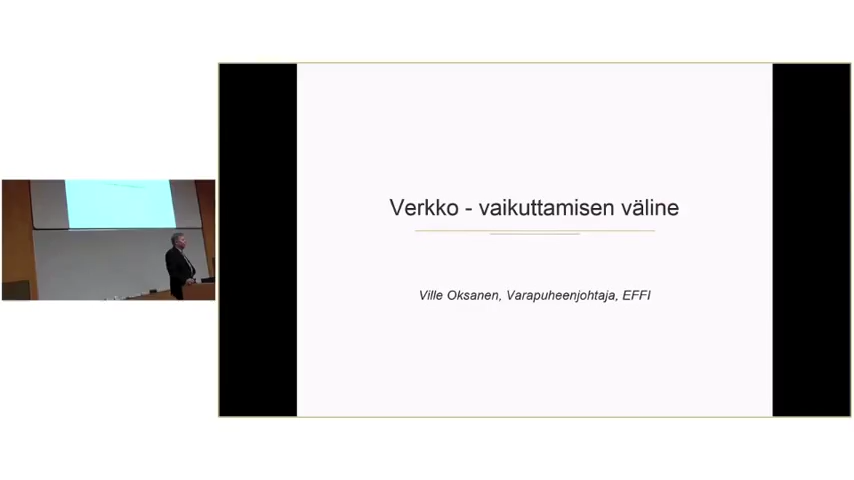 Verkko - vaikuttamisen väline
Ville Oksanen, Varapuheenjohtaja, EFFI